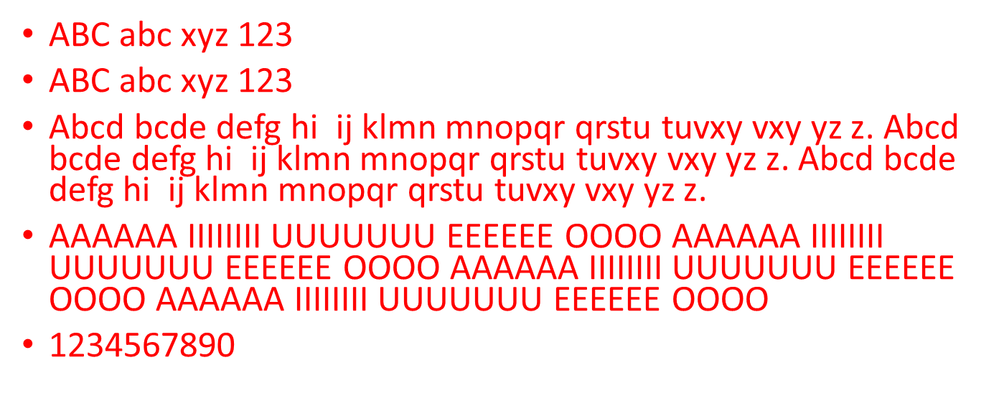 • ABC abc xyz 123
• ABC abc xyz 123
• Abcd bcde defg hi  ij klmn mnopqr qrstu tuvxy vxy yz z. Abcd
bcde defg hi  ij klmn mnopqr qrstu tuvxy vxy yz z. Abcd bcde
defg hi  ij klmn mnopqr qrstu tuvxy vxy yz z.
• AAAAAA IIIIIIII UUUUUUU EEEEEE OOOO AAAAAA IIIIIIII
UUUUUUU EEEEEE OOOO AAAAAA IIIIIIII UUUUUUU EEEEEE
OOOO AAAAAA IIIIIIII UUUUUUU EEEEEE OOOO
• 1234567890